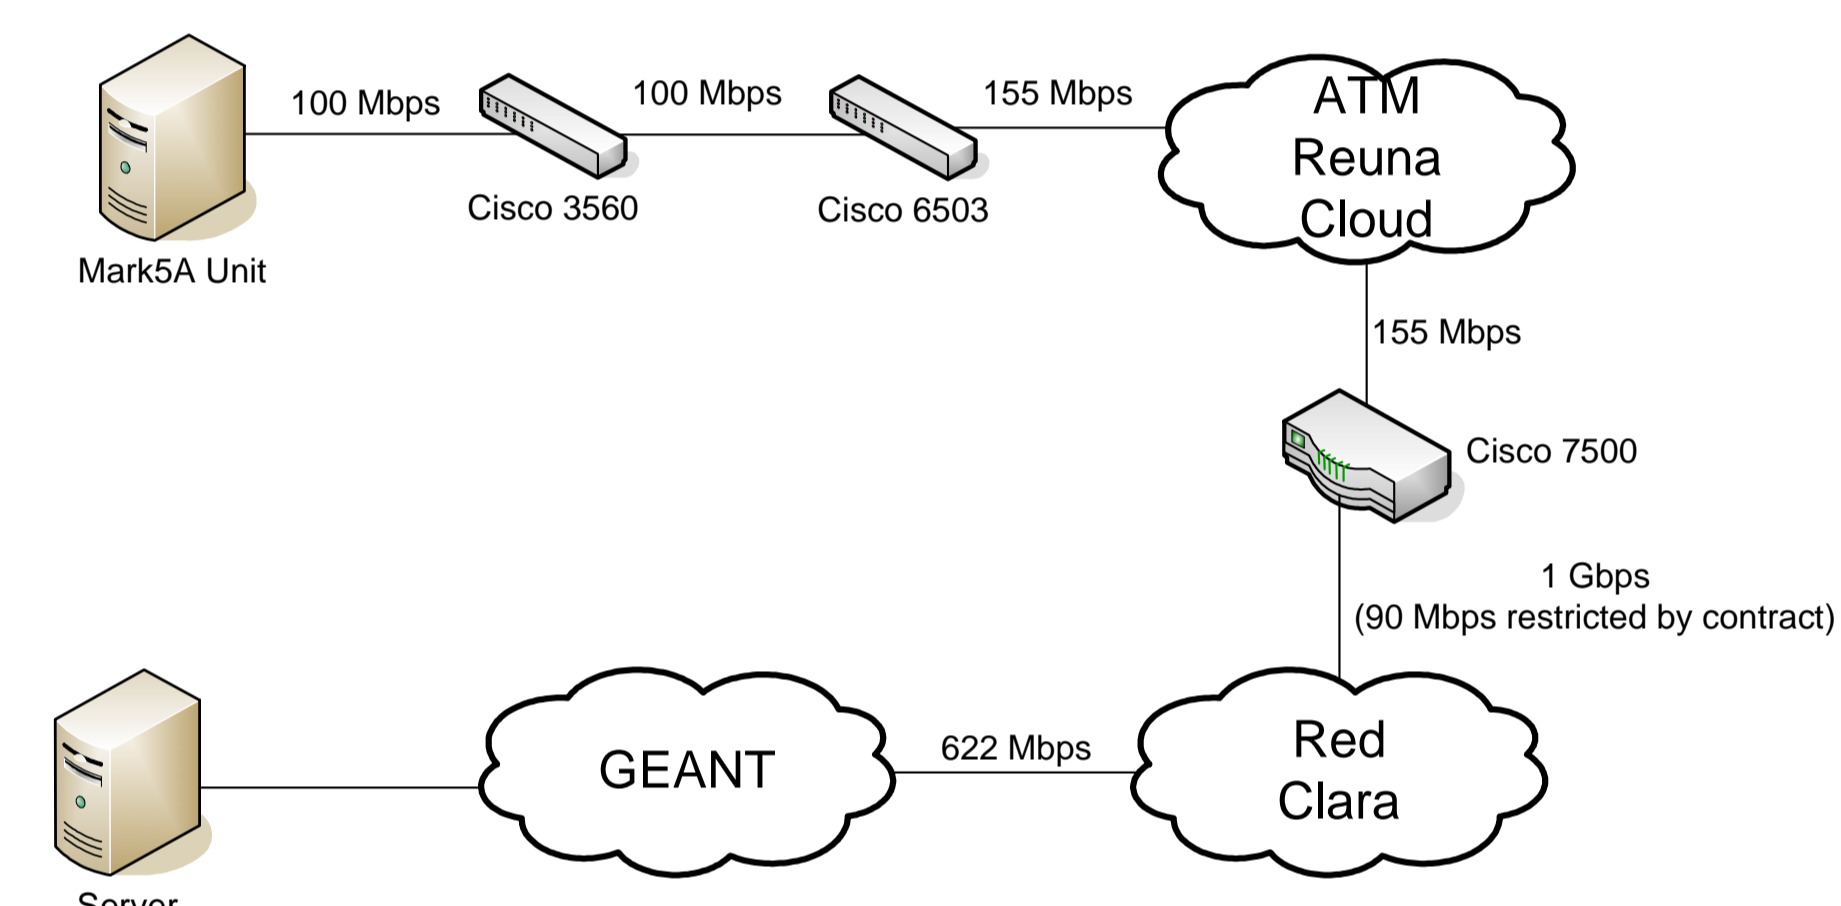 100 Mbps
100 Mbps
155 Mbps
ATM
Reuna
Cloud
Cisco 3560
Cisco 6503
Mark5A Unit
155 Mbps
Cisco 7500
1 Gbps
(90 Mbps restricted by contract)
GEANT
622 Mbps
Red
Clara
Server